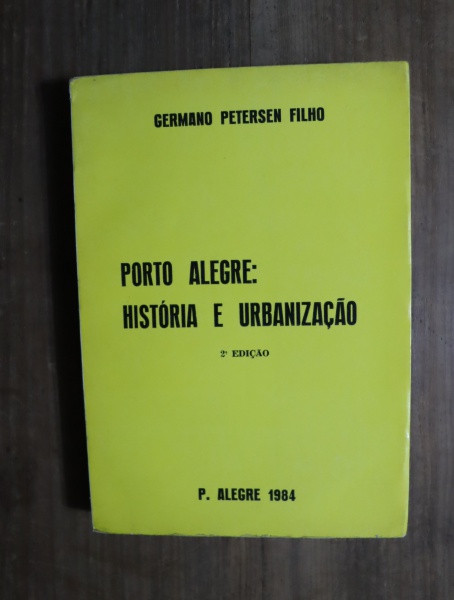 GERMANO PETERSEN FILHO
PORTO ALEGRE:
HISTÓRIA E URBANIZAÇÃO
2ª EDIÇÃO
P. ALEGRE 1984